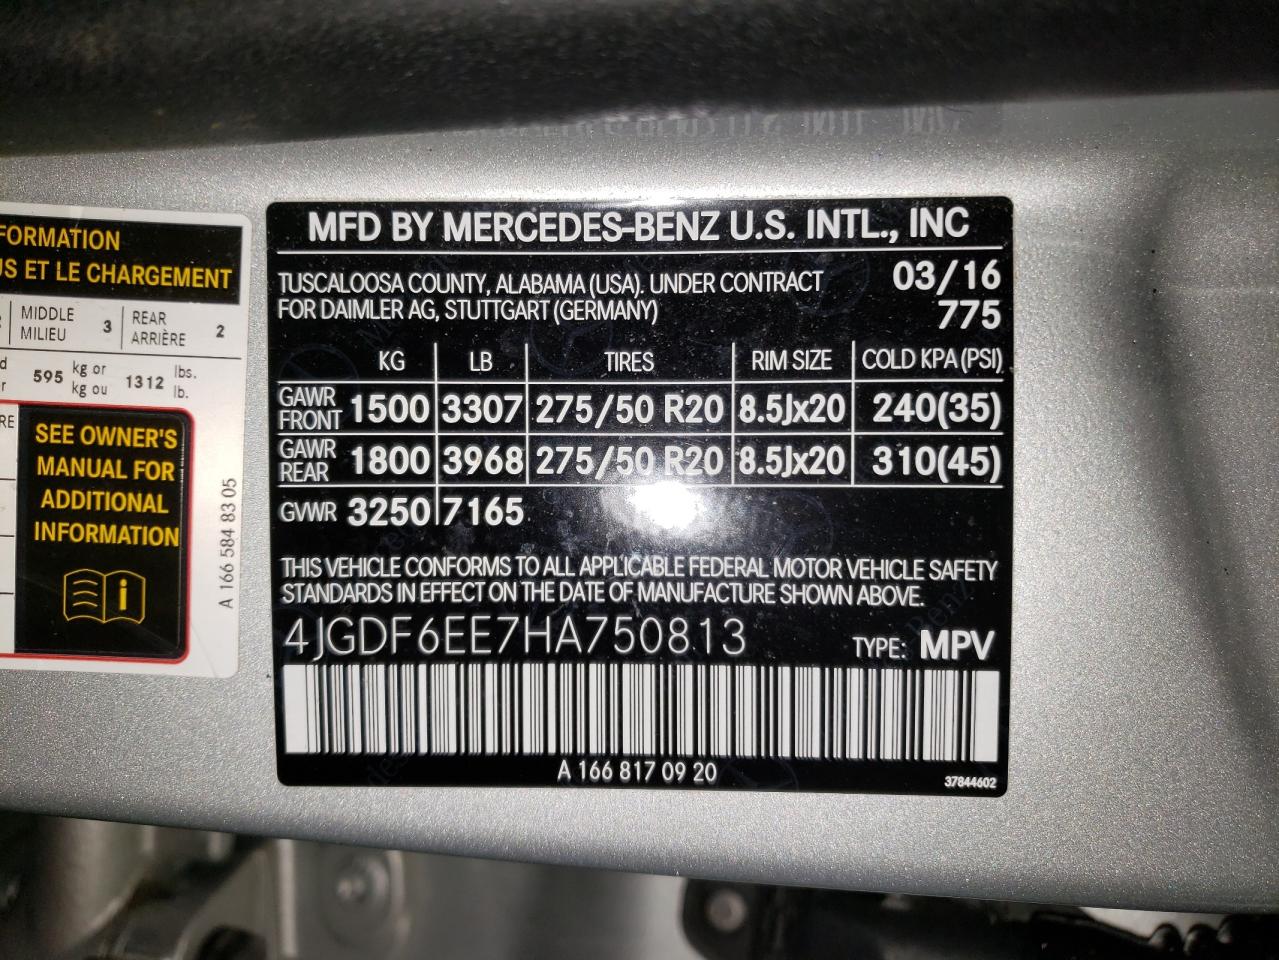 FORMATION
US ET LE CHARGEMENT
MIDDLE
MILIEU
3
REAR
ARRIÈRE
2
595
kg or
kg ou
1312
lbs.
lb.
SEE OWNER'S
MANUAL FOR
ADDITIONAL
INFORMATION
A 166 584 83 05
MFD BY MERCEDES-BENZ U.S. INTL., INC
TUSCALOOSA COUNTY, ALABAMA (USA). UNDER CONTRACT 03/16
FOR DAIMLER AG, STUTTGART (GERMANY) 775
KG LB TIRES RIM SIZE COLD KPA (PSI)
GAWR FRONT 1500 3307 275/50 R20 8.5Jx20 240(35)
GAWR REAR 1800 3968 275/50 R20 8.5Jx20 310(45)
GVWR 3250 7165
THIS VEHICLE CONFORMS TO ALL APPLICABLE FEDERAL MOTOR VEHICLE SAFETY
STANDARDS IN EFFECT ON THE DATE OF MANUFACTURE SHOWN ABOVE.
4JGDF6EE7HA750813 TYPE: MPV
A 166 817 09 20
37844602